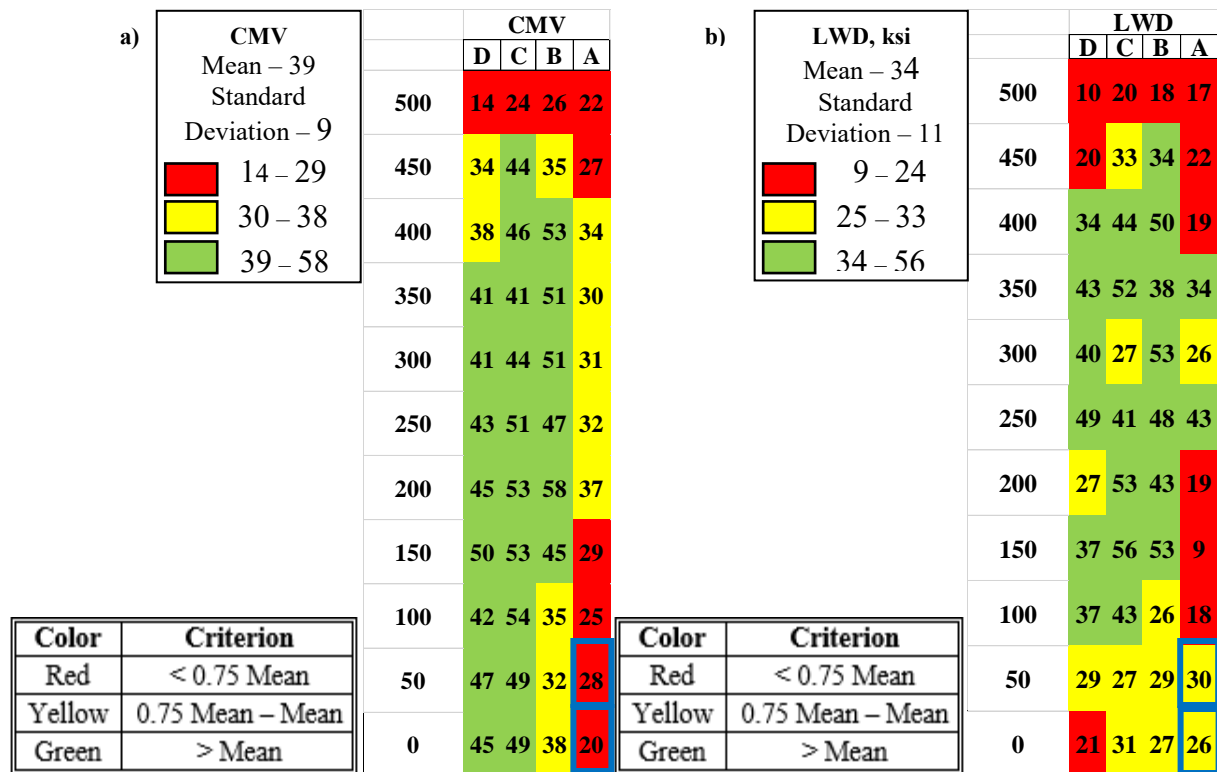 a)
CMV
Mean – 39
Standard
Deviation – 9
14 – 29
30 – 38
39 – 58
CMV
D C B A
500 14 24 26 22
450 34 44 35 27
400 38 46 53 34
350 41 41 51 30
300 41 44 51 31
250 43 51 47 32
200 45 53 58 37
150 50 53 45 29
100 42 54 35 25
50 47 49 32 28
0 45 49 38 20
Color Criterion
Red < 0.75 Mean
Yellow 0.75 Mean – Mean
Green > Mean
b)
LWD, ksi
Mean – 34
Standard
Deviation – 11
9 – 24
25 – 33
34 – 56
LWD
D C B A
500 10 20 18 17
450 20 33 34 22
400 34 44 50 19
350 43 52 38 34
300 40 27 53 26
250 49 41 48 43
200 27 53 43 19
150 37 56 53 9
100 37 43 26 18
50 29 27 29 30
0 21 31 27 26
Color Criterion
Red < 0.75 Mean
Yellow 0.75 Mean – Mean
Green > Mean